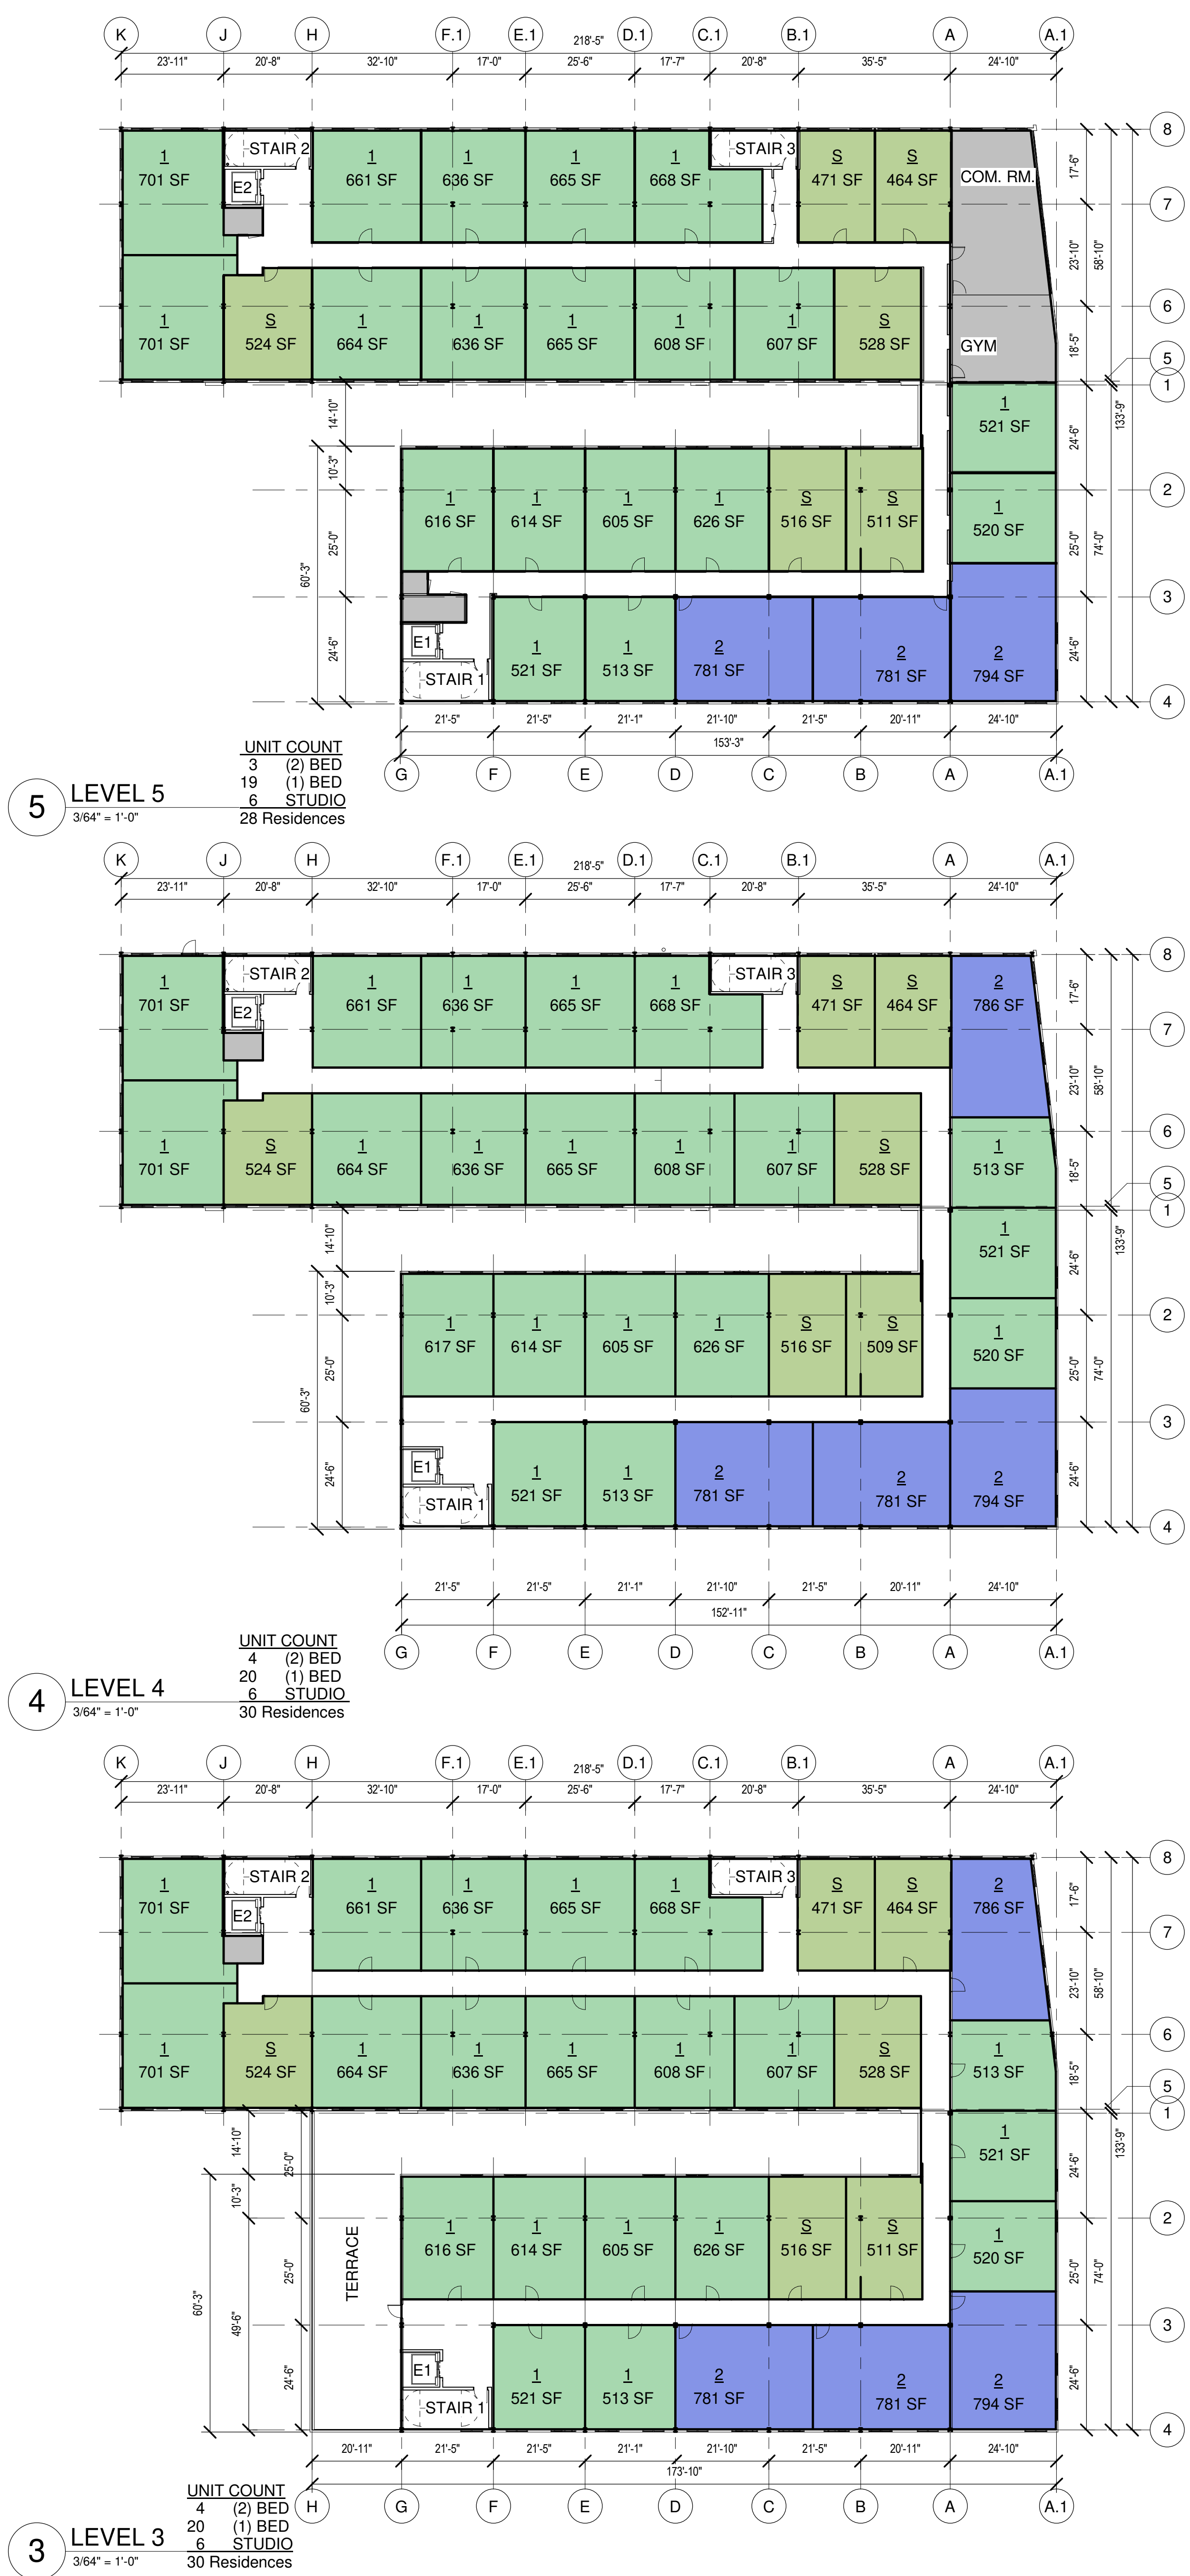 K J H F.1 E.1 D.1 C.1 B.1 A A.1
218'-5"
23'-11" 20'-8" 32'-10" 17'-0" 25'-6" 17'-7" 20'-8" 35'-5" 24'-10"
8
STAIR 2 STAIR 3
1 1 1 1 1 S S
701 SF 661 SF 636 SF 665 SF 668 SF 471 SF 464 SF COM. RM.
17'-6"
E2
7
23'-10" 58'-10"
6
1 S 1 1 1 1 1 S
701 SF 524 SF 664 SF 636 SF 665 SF 608 SF 607 SF 528 SF GYM
18'-5"
5
1
14'-10"
1
521 SF
24'-6" 133'-9"
10'-3"
2
1 1 1 1 S S 1
616 SF 614 SF 605 SF 626 SF 516 SF 511 SF 520 SF
25'-0" 25'-0" 74'-0"
60'-3"
3
E1
1 1 2 2 2
521 SF 513 SF 781 SF 781 SF 794 SF
24'-6" 24'-6"
STAIR 1
4
21'-5" 21'-5" 21'-1" 21'-10" 21'-5" 20'-11" 24'-10"
153'-3"
G F E D C B A A.1
UNIT COUNT
3 (2) BED
19 (1) BED
6 STUDIO
28 Residences
5 LEVEL 5
3/64" = 1'-0"
K J H F.1 E.1 D.1 C.1 B.1 A A.1
218'-5"
23'-11" 20'-8" 32'-10" 17'-0" 25'-6" 17'-7" 20'-8" 35'-5" 24'-10"
8
STAIR 2 STAIR 3
1 1 1 1 1 S S 2
701 SF 661 SF 636 SF 665 SF 668 SF 471 SF 464 SF 786 SF
17'-6"
E2
7
23'-10" 58'-10"
6
1 S 1 1 1 1 1 S 1
701 SF 524 SF 664 SF 636 SF 665 SF 608 SF 607 SF 528 SF 513 SF
18'-5"
5
1
14'-10"
1
521 SF
24'-6" 133'-9"
10'-3"
2
1 1 1 1 S S 1
617 SF 614 SF 605 SF 626 SF 516 SF 509 SF 520 SF
25'-0" 25'-0" 74'-0"
60'-3"
3
E1
1 1 2 2 2
521 SF 513 SF 781 SF 781 SF 794 SF
24'-6" 24'-6"
STAIR 1
4
21'-5" 21'-5" 21'-1" 21'-10" 21'-5" 20'-11" 24'-10"
152'-11"
G F E D C B A A.1
UNIT COUNT
4 (2) BED
20 (1) BED
6 STUDIO
30 Residences
4 LEVEL 4
3/64" = 1'-0"
K J H F.1 E.1 D.1 C.1 B.1 A A.1
218'-5"
23'-11" 20'-8" 32'-10" 17'-0" 25'-6" 17'-7" 20'-8" 35'-5" 24'-10"
8
STAIR 2 STAIR 3
1 1 1 1 1 S S 2
701 SF 661 SF 636 SF 665 SF 668 SF 471 SF 464 SF 786 SF
17'-6"
E2
7
23'-10" 58'-10"
6
1 S 1 1 1 1 1 S 1
701 SF 524 SF 664 SF 636 SF 665 SF 608 SF 607 SF 528 SF 513 SF
18'-5"
5
1
14'-10" 25'-0"
1
521 SF
24'-6" 133'-9"
10'-3"
2
TERRACE
1 1 1 1 S S 1
616 SF 614 SF 605 SF 626 SF 516 SF 511 SF 520 SF
25'-0" 25'-0" 74'-0"
60'-3" 49'-6"
3
E1
1 1 2 2 2
521 SF 513 SF 781 SF 781 SF 794 SF
24'-6" 24'-6"
STAIR 1
4
20'-11" 21'-5" 21'-5" 21'-1" 21'-10" 21'-5" 20'-11" 24'-10"
173'-10"
H G F E D C B A A.1
UNIT COUNT
4 (2) BED
20 (1) BED
6 STUDIO
30 Residences
3 LEVEL 3
3/64" = 1'-0"